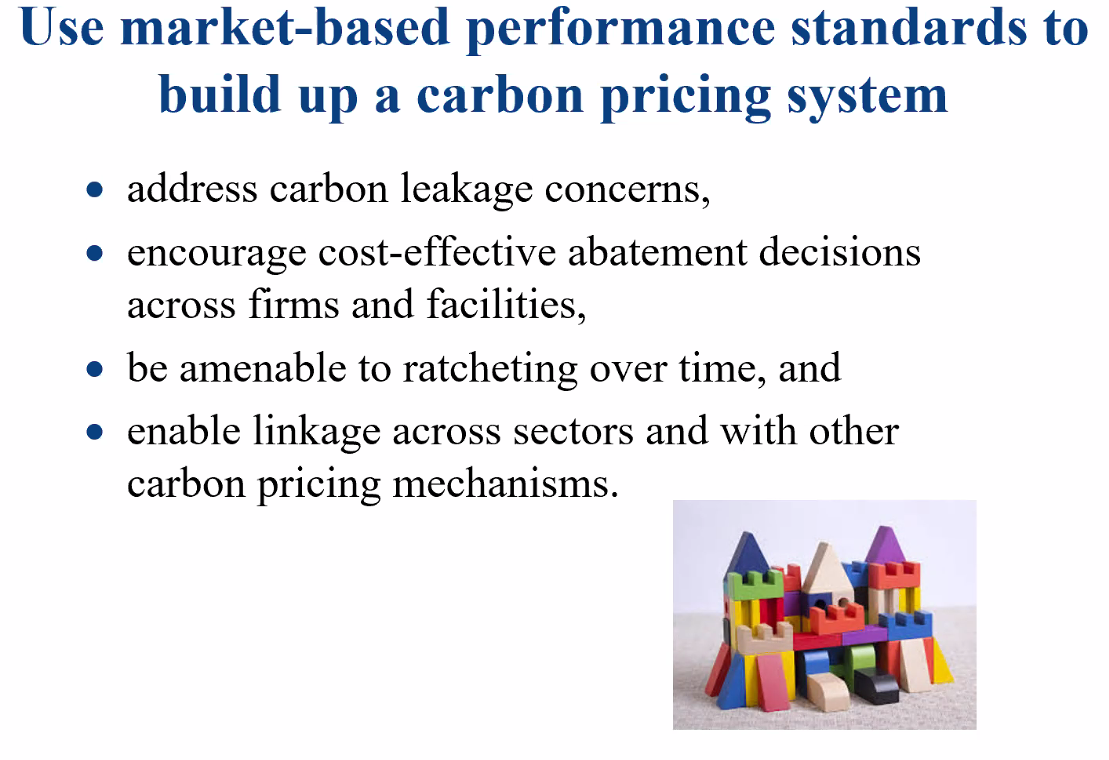 Use market-based performance standards to
build up a carbon pricing system
• address carbon leakage concerns,
• encourage cost-effective abatement decisions
across firms and facilities,
• be amenable to ratcheting over time, and
• enable linkage across sectors and with other
carbon pricing mechanisms.